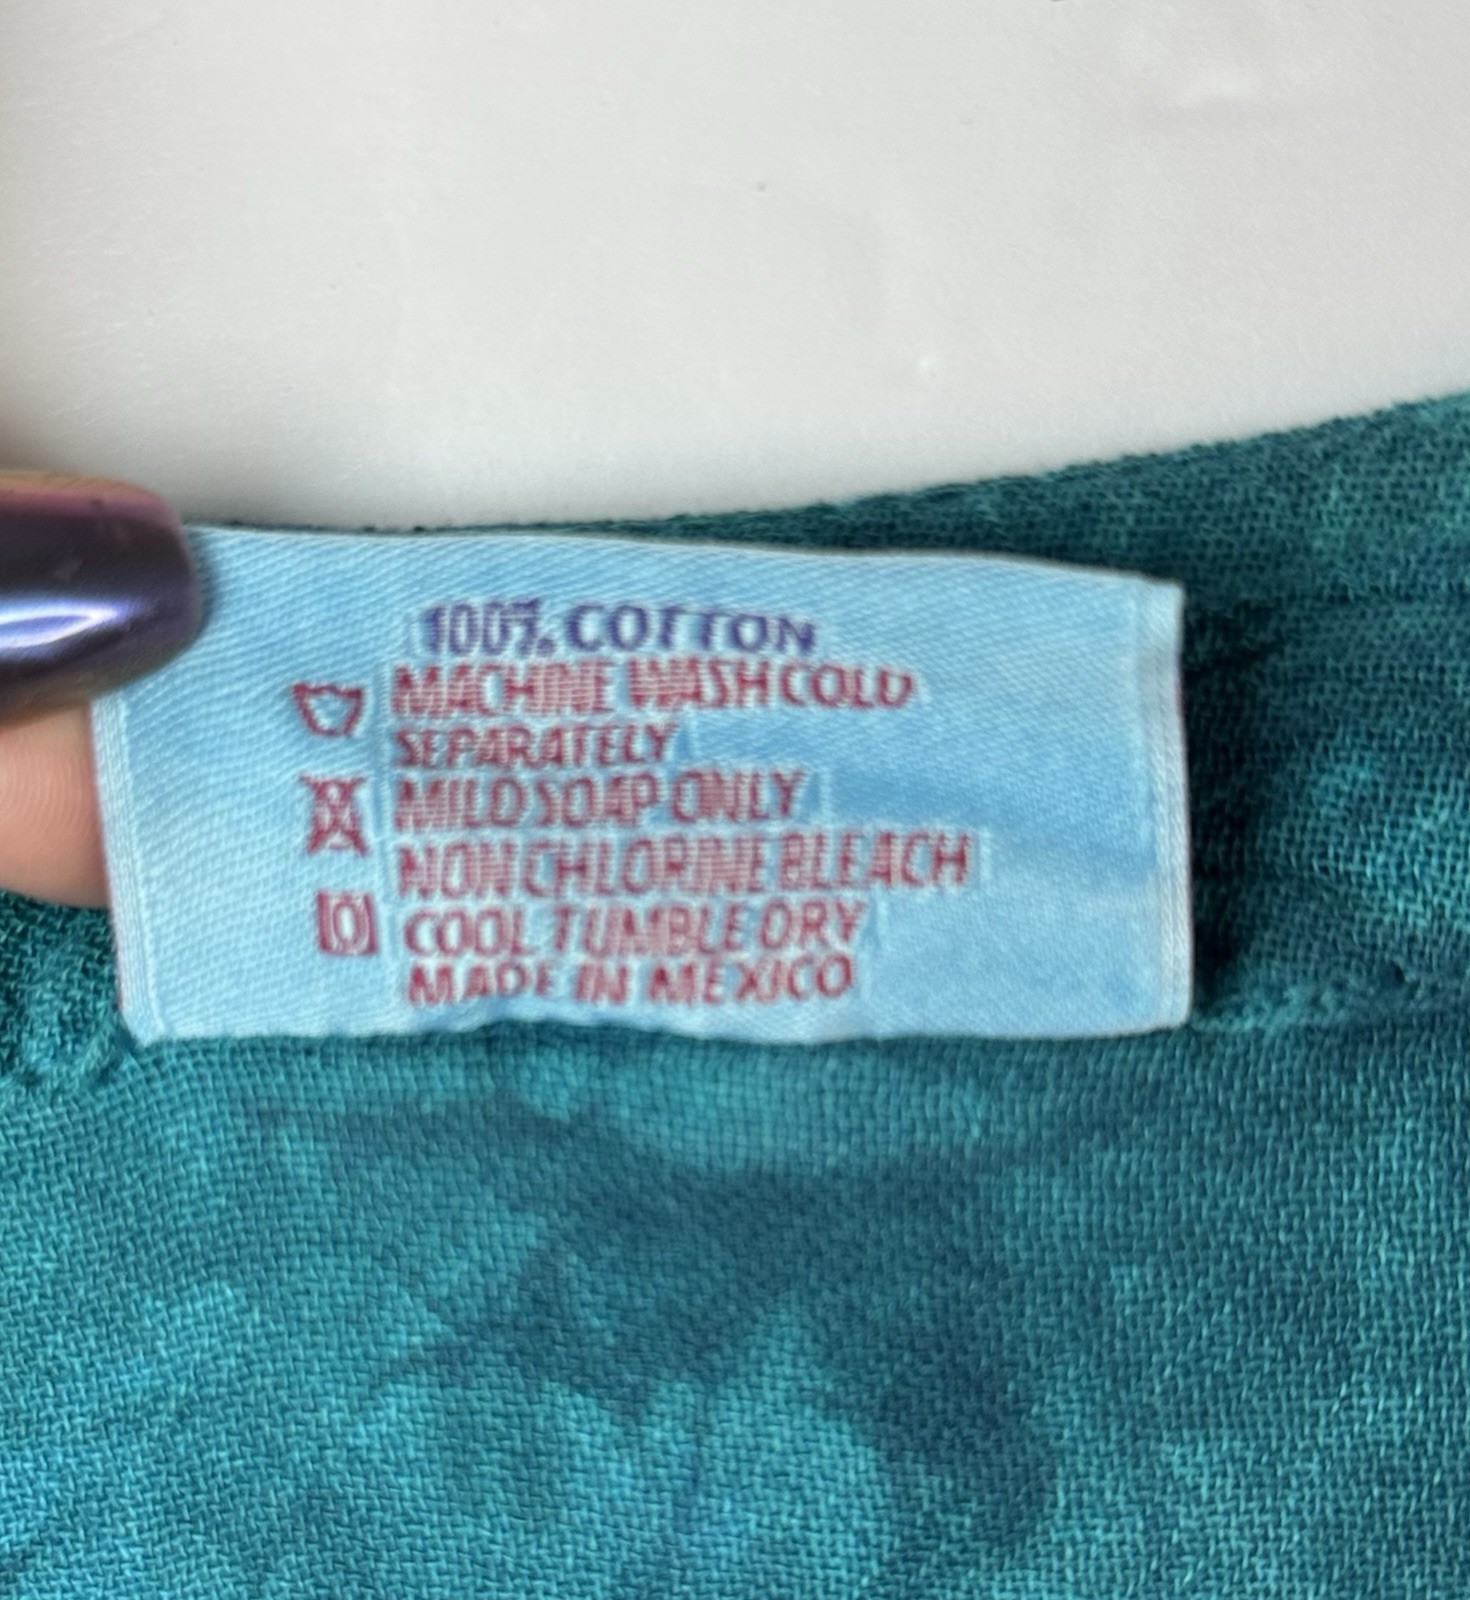 100% COTTON
MACHINE WASH COLD
SEPARATELY
MILD SOAP ONLY
NON CHLORINE BLEACH
COOL TUMBLE DRY
MADE IN MEXICO